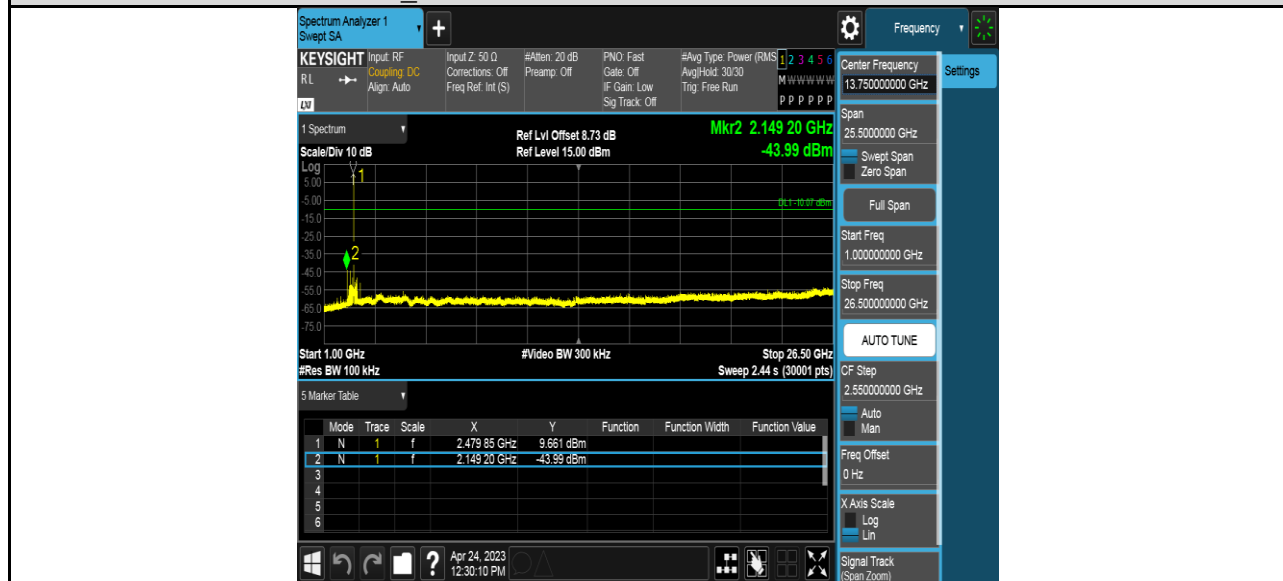 Spectrum Analyzer 1
Swept SA
+
Frequency
KEYSIGHT
RL
LXI
Input: RF
Coupling: DC
Align: Auto
Input Z: 50 Ω
Corrections: Off
Freq Ref: Int (S)
#Atten: 20 dB
Preamp: Off
PNO: Fast
Gate: Off
IF Gain: Low
Sig Track: Off
#Avg Type: Power (RMS
Avg|Hold: 30/30
Trig: Free Run
1 2 3 4 5 6
M W W W W W
P P P P P P
1 Spectrum
Scale/Div 10 dB
Ref Lvl Offset 8.73 dB
Ref Level 15.00 dBm
Mkr2 2.149 20 GHz
-43.99 dBm
Log
5.00
-5.00
-15.0
-25.0
-35.0
-45.0
-55.0
-65.0
-75.0
1
2
DL1 -10.07 dBm
Start 1.00 GHz
#Video BW 300 kHz
Stop 26.50 GHz
#Res BW 100 kHz
Sweep 2.44 s (30001 pts)
5 Marker Table
Mode Trace Scale X Y Function Function Width Function Value
1 N 1 f 2.479 85 GHz 9.661 dBm
2 N 1 f 2.149 20 GHz -43.99 dBm
3
4
5
6
?
Apr 24, 2023
12:30:10 PM
Center Frequency
13.750000000 GHz
Settings
Span
25.5000000 GHz
Swept Span
Zero Span
Full Span
Start Freq
1.000000000 GHz
Stop Freq
26.500000000 GHz
AUTO TUNE
CF Step
2.550000000 GHz
Auto
Man
Freq Offset
0 Hz
X Axis Scale
Log
Lin
Signal Track
(Span Zoom)